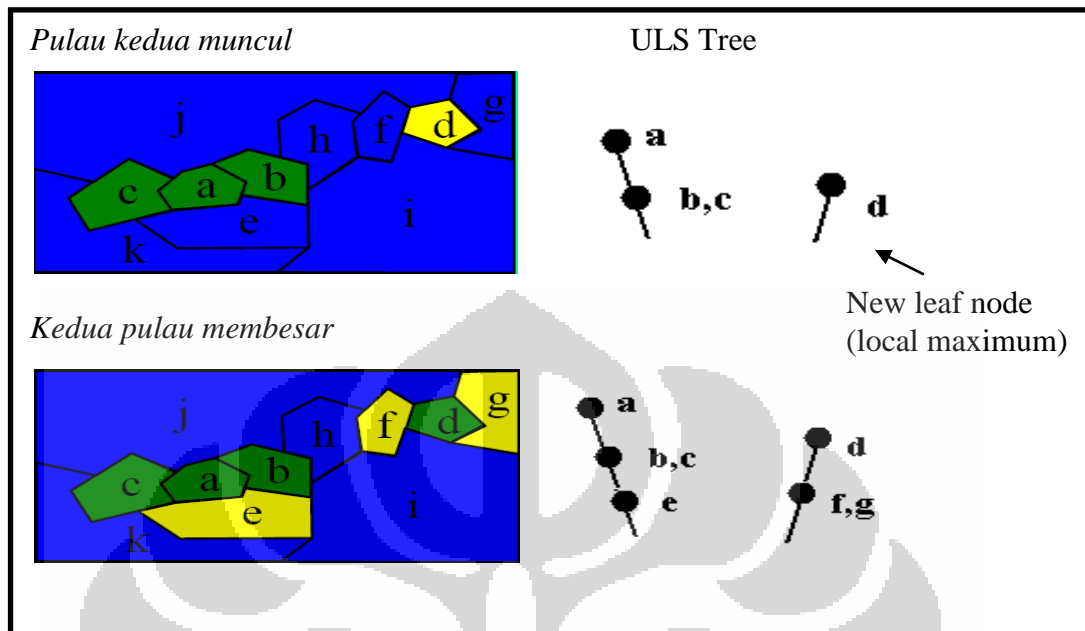 Pulau kedua muncul
ULS Tree
j
g
h
f
d
c
a
b
e
i
k
a
b,c
d
New leaf node
(local maximum)
Kedua pulau membesar
j
g
h
f
d
c
a
b
e
i
k
a
b,c
e
d
f,g